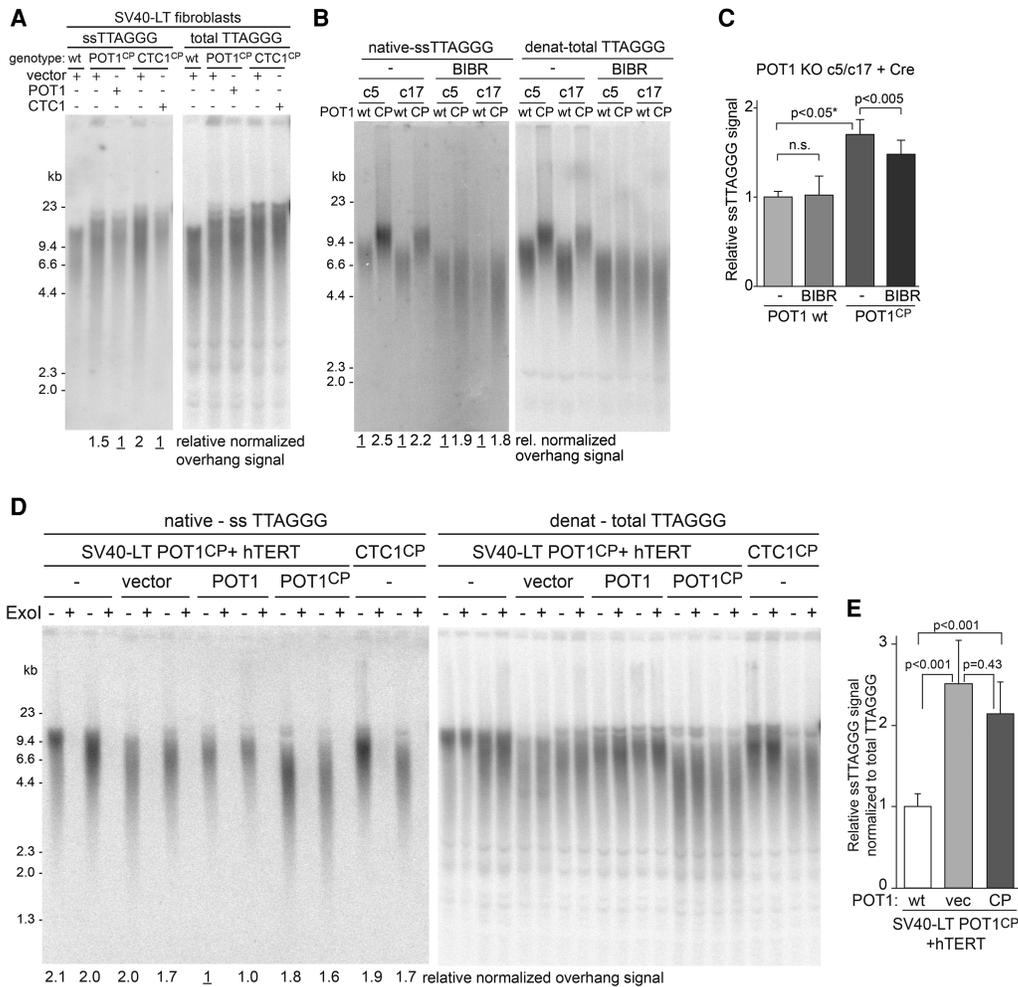 A
SV40-LT fibroblasts
ssTTAGGG total TTAGGG
genotype: wt POT1CP CTC1CP wt POT1CP CTC1CP
vector - + - + - - + - + -
POT1 - - + - - - - + - -
CTC1 - - - - + - - - - +
kb
23 -
9.4 -
6.6 -
4.4 -
2.3 -
2.0 -
1.5 1 2 1 relative normalized
overhang signal
B
native-ssTTAGGG denat-total TTAGGG
- BIBR - BIBR
c5 c17 c5 c17 c5 c17 c5 c17
POT1 wt CP wt CP wt CP wt CP wt CP wt CP wt CP wt CP
kb
23 -
9.4 -
6.6 -
4.4 -
2.3 -
2.0 -
1 2.5 1 2.2 1 1.9 1 1.8 rel. normalized
overhang signal
C
POT1 KO c5/c17 + Cre
Relative ssTTAGGG signal
2
1
0
p<0.05*
p<0.005
n.s.
- BIBR - BIBR
POT1 wt POT1CP
D
native - ss TTAGGG denat - total TTAGGG
SV40-LT POT1CP+ hTERT CTC1CP SV40-LT POT1CP+ hTERT CTC1CP
- vector POT1 POT1CP - - vector POT1 POT1CP -
ExoI - + - + - + - + - + - + - + - + - + - + - + - + - + - + - + - + - + - + - + - +
kb
23 -
9.4 -
6.6 -
4.4 -
2.3 -
2.0 -
1.3 -
2.1 2.0 2.0 1.7 1 1.0 1.8 1.6 1.9 1.7 relative normalized overhang signal
E
Relative ssTTAGGG signal
normalized to total TTAGGG
3
2
1
0
p<0.001
p<0.001 p=0.43
POT1: wt vec CP
SV40-LT POT1CP
+hTERT